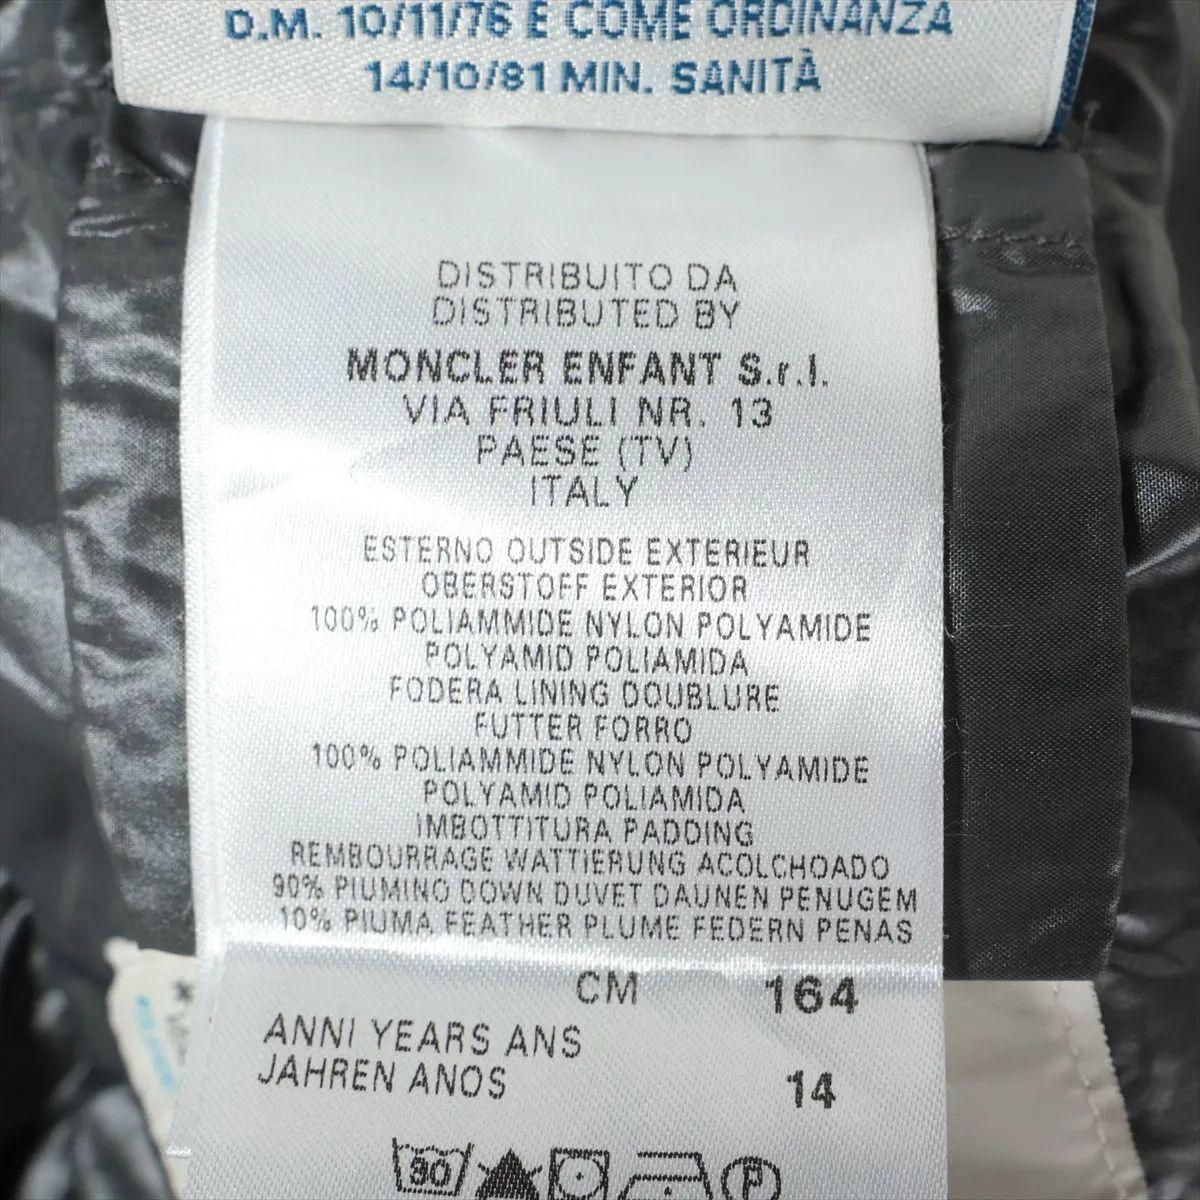 D.M. 10/11/76 E COME ORDINANZA
14/10/81 MIN. SANITÀ
DISTRIBUITO DA
DISTRIBUTED BY
MONCLER ENFANT S.r.l.
VIA FRIULI NR. 13
PAESE (TV)
ITALY
ESTERNO OUTSIDE EXTERIEUR
OBERSTOFF EXTERIOR
100% POLIAMMIDE NYLON POLYAMIDE
POLYAMID POLIAMIDA
FODERA LINING DOUBLURE
FUTTER FORRO
100% POLIAMMIDE NYLON POLYAMIDE
POLYAMID POLIAMIDA
IMBOTTITURA PADDING
REMBOURRAGE WATTIERUNG ACOLCHOADO
90% PIUMINO DOWN DUVET DAUNEN PENUGEM
10% PIUMA FEATHER PLUME FEDERN PENAS
CM 164
ANNI YEARS ANS
JAHREN ANOS 14
30 P